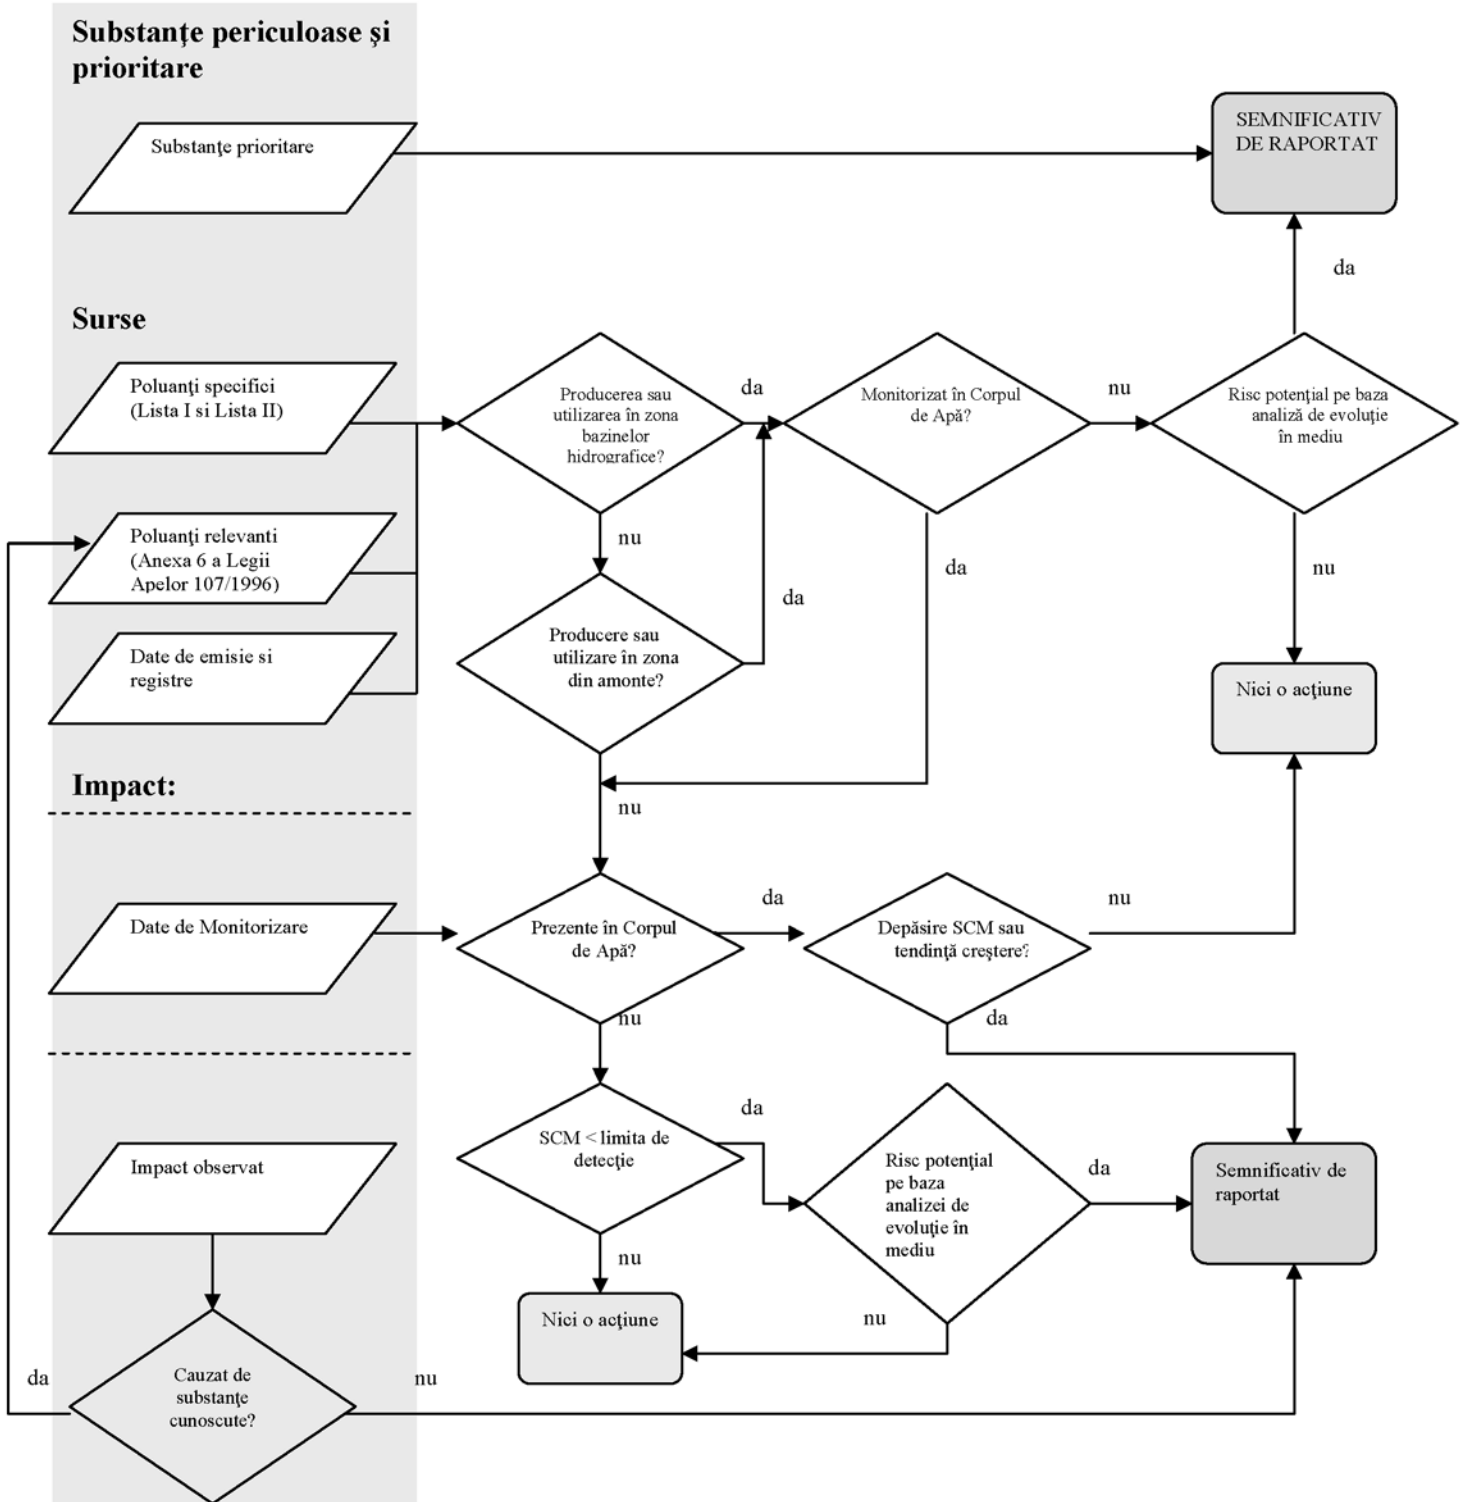 Substanţe periculoase şi
prioritare
Substanţe prioritare
SEMNIFICATIV
DE RAPORTAT
da
Surse
Poluanţi specifici
(Lista I si Lista II)
Producerea sau
utilizarea în zona
bazinelor
hidrografice?
da
Monitorizat în Corpul
de Apă?
nu
Risc potenţial pe baza
analiză de evoluţie
în mediu
Poluanţi relevanti
(Anexa 6 a Legii
Apelor 107/1996)
nu
da
nu
da
Date de emisie si
registre
Producere sau
utilizare în zona
din amonte?
Nici o acţiune
Impact:
nu
Date de Monitorizare
Prezente în Corpul
de Apă?
da
Depăsire SCM sau
tendinţă creştere?
nu
nu
da
Impact observat
SCM < limita de
detecţie
da
Risc potenţial
pe baza
analizei de
evoluţie în
mediu
da
Semnificativ de
raportat
nu
Nici o acţiune
nu
da
Cauzat de
substanţe
cunoscute?
nu